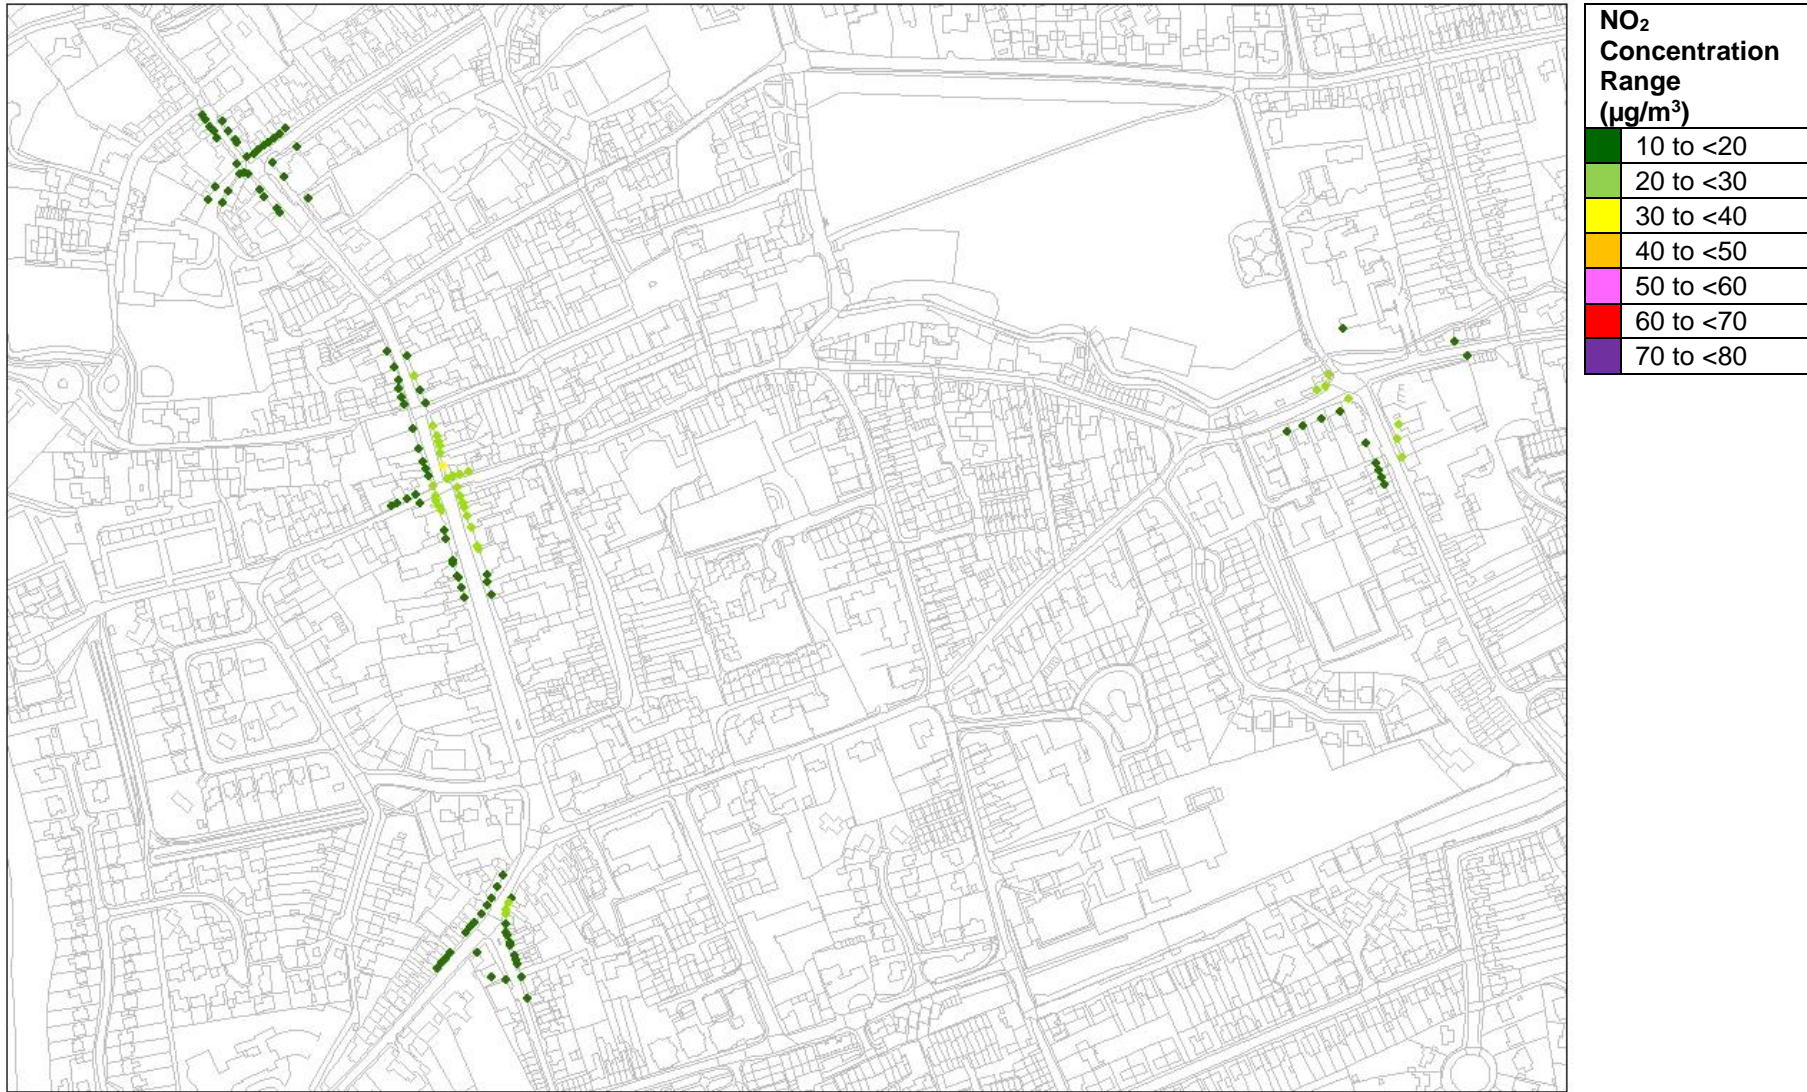 NO₂
Concentration
Range
(µg/m³)
10 to <20
20 to <30
30 to <40
40 to <50
50 to <60
60 to <70
70 to <80